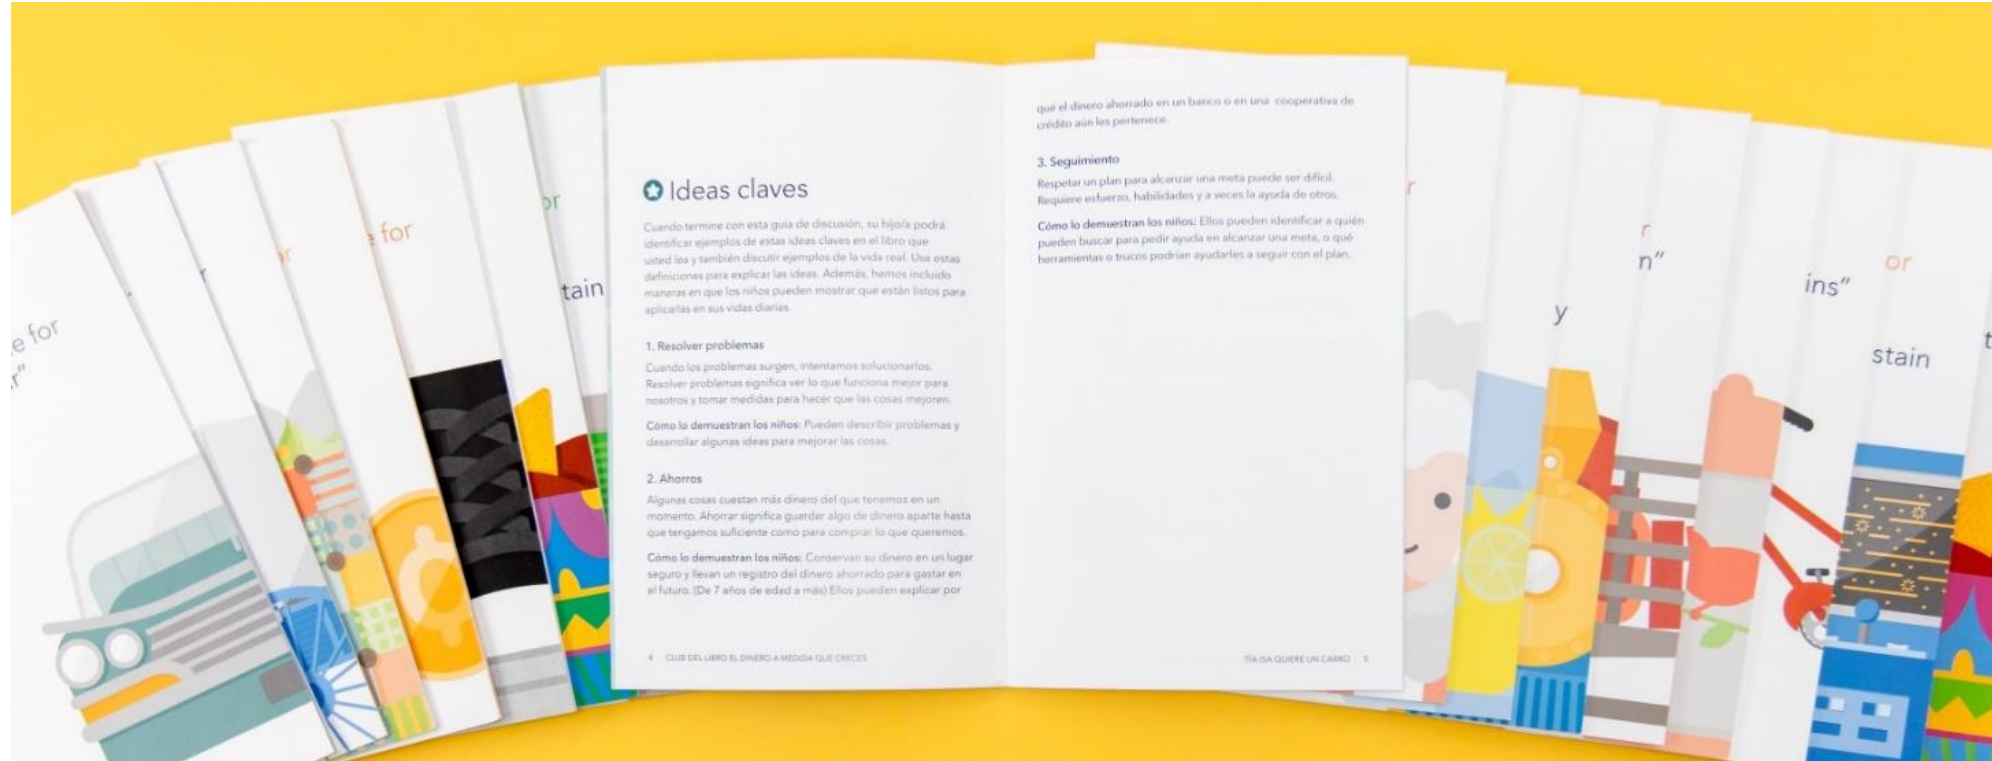 e for
r"
r
or
e for
or
tain
Ideas claves
Cuando termine con esta guía de discusión, su hijo/a podrá
identificar ejemplos de estas ideas claves en el libro que
usted lea y también discutir ejemplos de la vida real. Use estas
definiciones para explicar las ideas. Además, hemos incluido
maneras en que los niños pueden mostrar que están listos para
aplicarlas en sus vidas diarias.
1. Resolver problemas
Cuando los problemas surgen, intentamos solucionarlos.
Resolver problemas significa ver lo que funciona mejor para
nosotros y tomar medidas para hacer que las cosas mejoren.
Cómo lo demuestran los niños: Pueden describir problemas y
desarrollar algunas ideas para mejorar las cosas.
2. Ahorros
Algunas cosas cuestan más dinero del que tenemos en un
momento. Ahorrar significa guardar algo de dinero aparte hasta
que tengamos suficiente como para comprar lo que queremos.
Cómo lo demuestran los niños: Conservan su dinero en un lugar
seguro y llevan un registro del dinero ahorrado para gastar en
el futuro. (De 7 años de edad a más) Ellos pueden explicar por
4 CLUB DEL LIBRO EL DINERO A MEDIDA QUE CRECES
qué el dinero ahorrado en un banco o en una cooperativa de
crédito aún les pertenece.
3. Seguimiento
Respetar un plan para alcanzar una meta puede ser difícil.
Requiere esfuerzo, habilidades y a veces la ayuda de otros.
Cómo lo demuestran los niños: Ellos pueden identificar a quién
pueden buscar para pedir ayuda en alcanzar una meta, o qué
herramientas o trucos podrían ayudarles a seguir con el plan.
TÍA ISA QUIERE UN CARRO 5
r
y
r
n"
ins"
or
stain
t